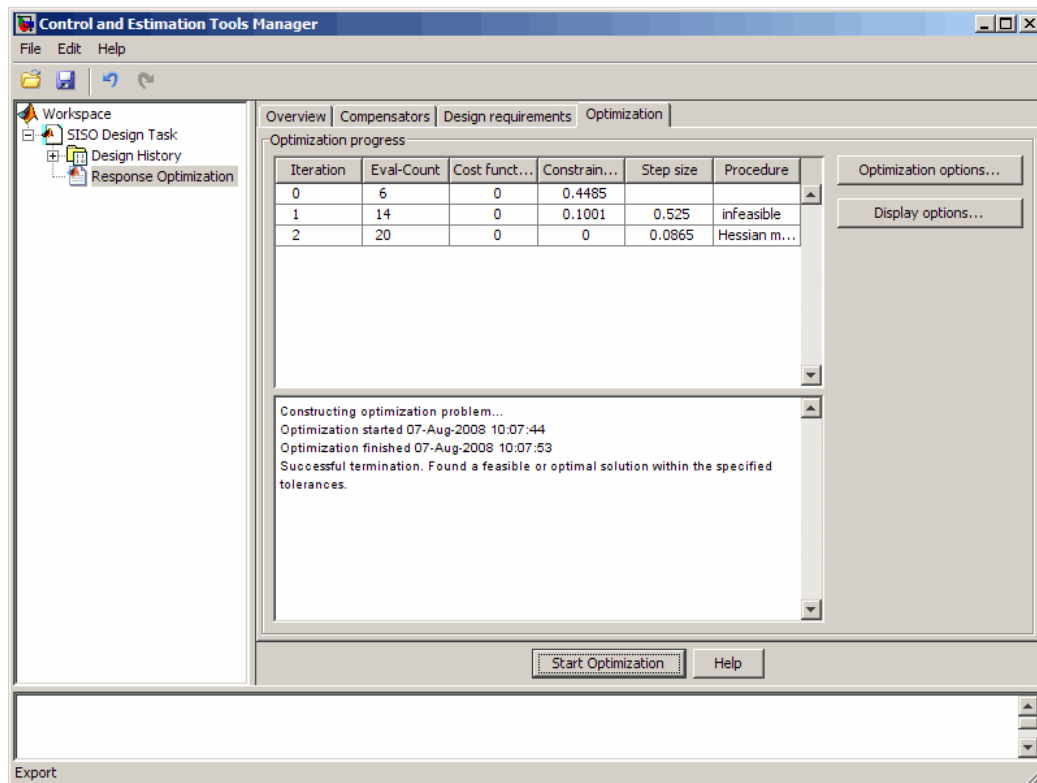 Control and Estimation Tools Manager
File Edit Help
Workspace
SISO Design Task
Design History
Response Optimization
Overview Compensators Design requirements Optimization
Optimization progress
Iteration Eval-Count Cost funct... Constrain... Step size Procedure
0 6 0 0.4485
1 14 0 0.1001 0.525 infeasible
2 20 0 0 0.0865 Hessian m...
Optimization options...
Display options...
Constructing optimization problem...
Optimization started 07-Aug-2008 10:07:44
Optimization finished 07-Aug-2008 10:07:53
Successful termination. Found a feasible or optimal solution within the specified
tolerances.
Start Optimization Help
Export